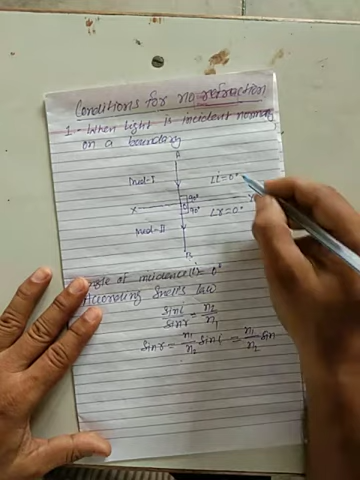 Conditions for no refraction
1 - When light is incident normally
on a boundary
A
Med-I
∠i=0°
90°
X
90°
∠r=0°
Med-II
B
Angle of incidence(i)= 0°
According Snell's law
sin i / sin r = n2 / n1
sin r = n1/n2 sin i = n1/n2 sin